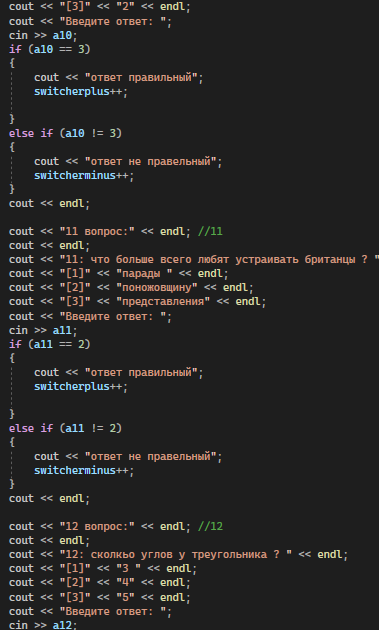 cout << "[3]" << "2" << endl;
cout << "Введите ответ: ";
cin >> a10;
if (a10 == 3)
{
cout << "ответ правильный";
switcherplus++;
}
else if (a10 != 3)
{
cout << "ответ не правельный";
switcherminus++;
}
cout << endl;
cout << "11 вопрос:" << endl; //11
cout << endl;
cout << "11: что больше всего любят устраивать британцы ? "
cout << "[1]" << "парады " << endl;
cout << "[2]" << "поножовщину" << endl;
cout << "[3]" << "представления" << endl;
cout << "Введите ответ: ";
cin >> a11;
if (a11 == 2)
{
cout << "ответ правильный";
switcherplus++;
}
else if (a11 != 2)
{
cout << "ответ не правельный";
switcherminus++;
}
cout << endl;
cout << "12 вопрос:" << endl; //12
cout << endl;
cout << "12: сколкьо углов у треугольника ? " << endl;
cout << "[1]" << "3 " << endl;
cout << "[2]" << "4" << endl;
cout << "[3]" << "5" << endl;
cout << "Введите ответ: ";
cin >> a12;